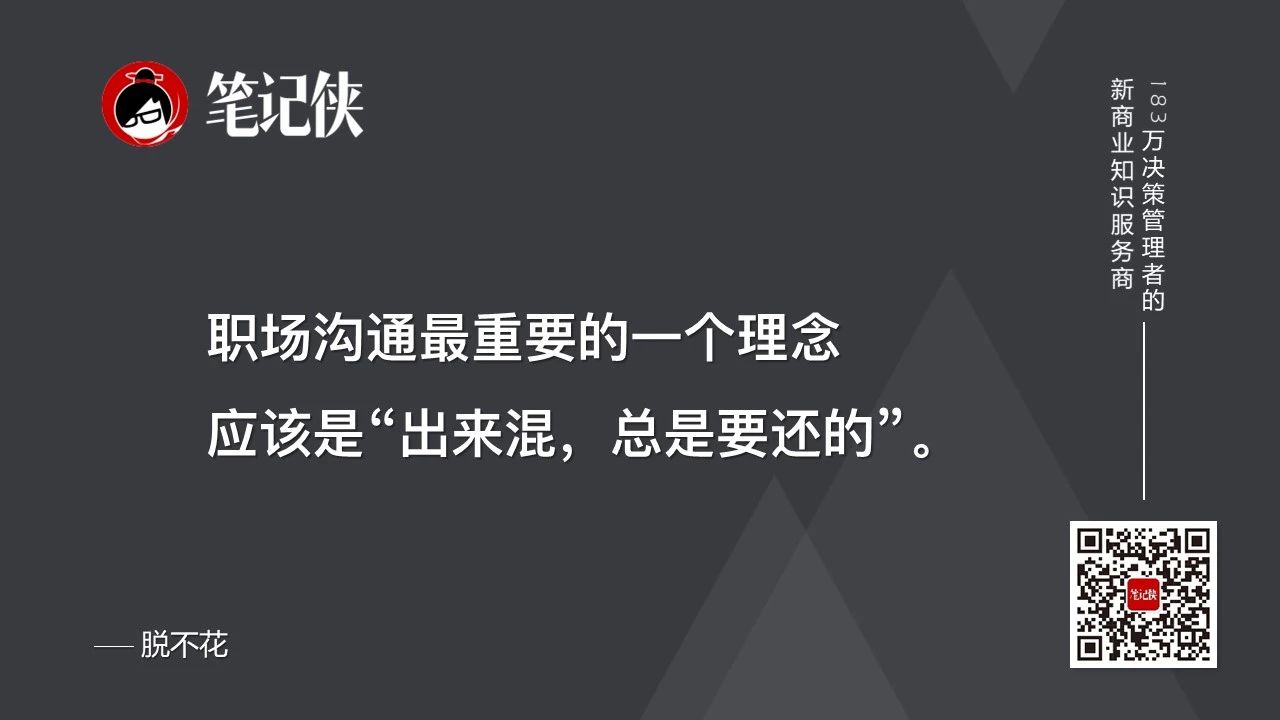 笔记侠
183万决策管理者的
新商业知识服务商
职场沟通最重要的一个理念
应该是“出来混，总是要还的”。
—— 脱不花
笔记侠